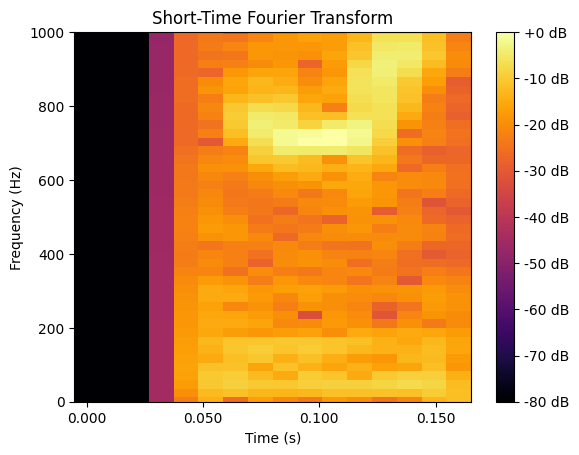 Short-Time Fourier Transform
1000
800
600
400
200
0
Frequency (Hz)
0.000
0.050
0.100
0.150
Time (s)
+0 dB
-10 dB
-20 dB
-30 dB
-40 dB
-50 dB
-60 dB
-70 dB
-80 dB